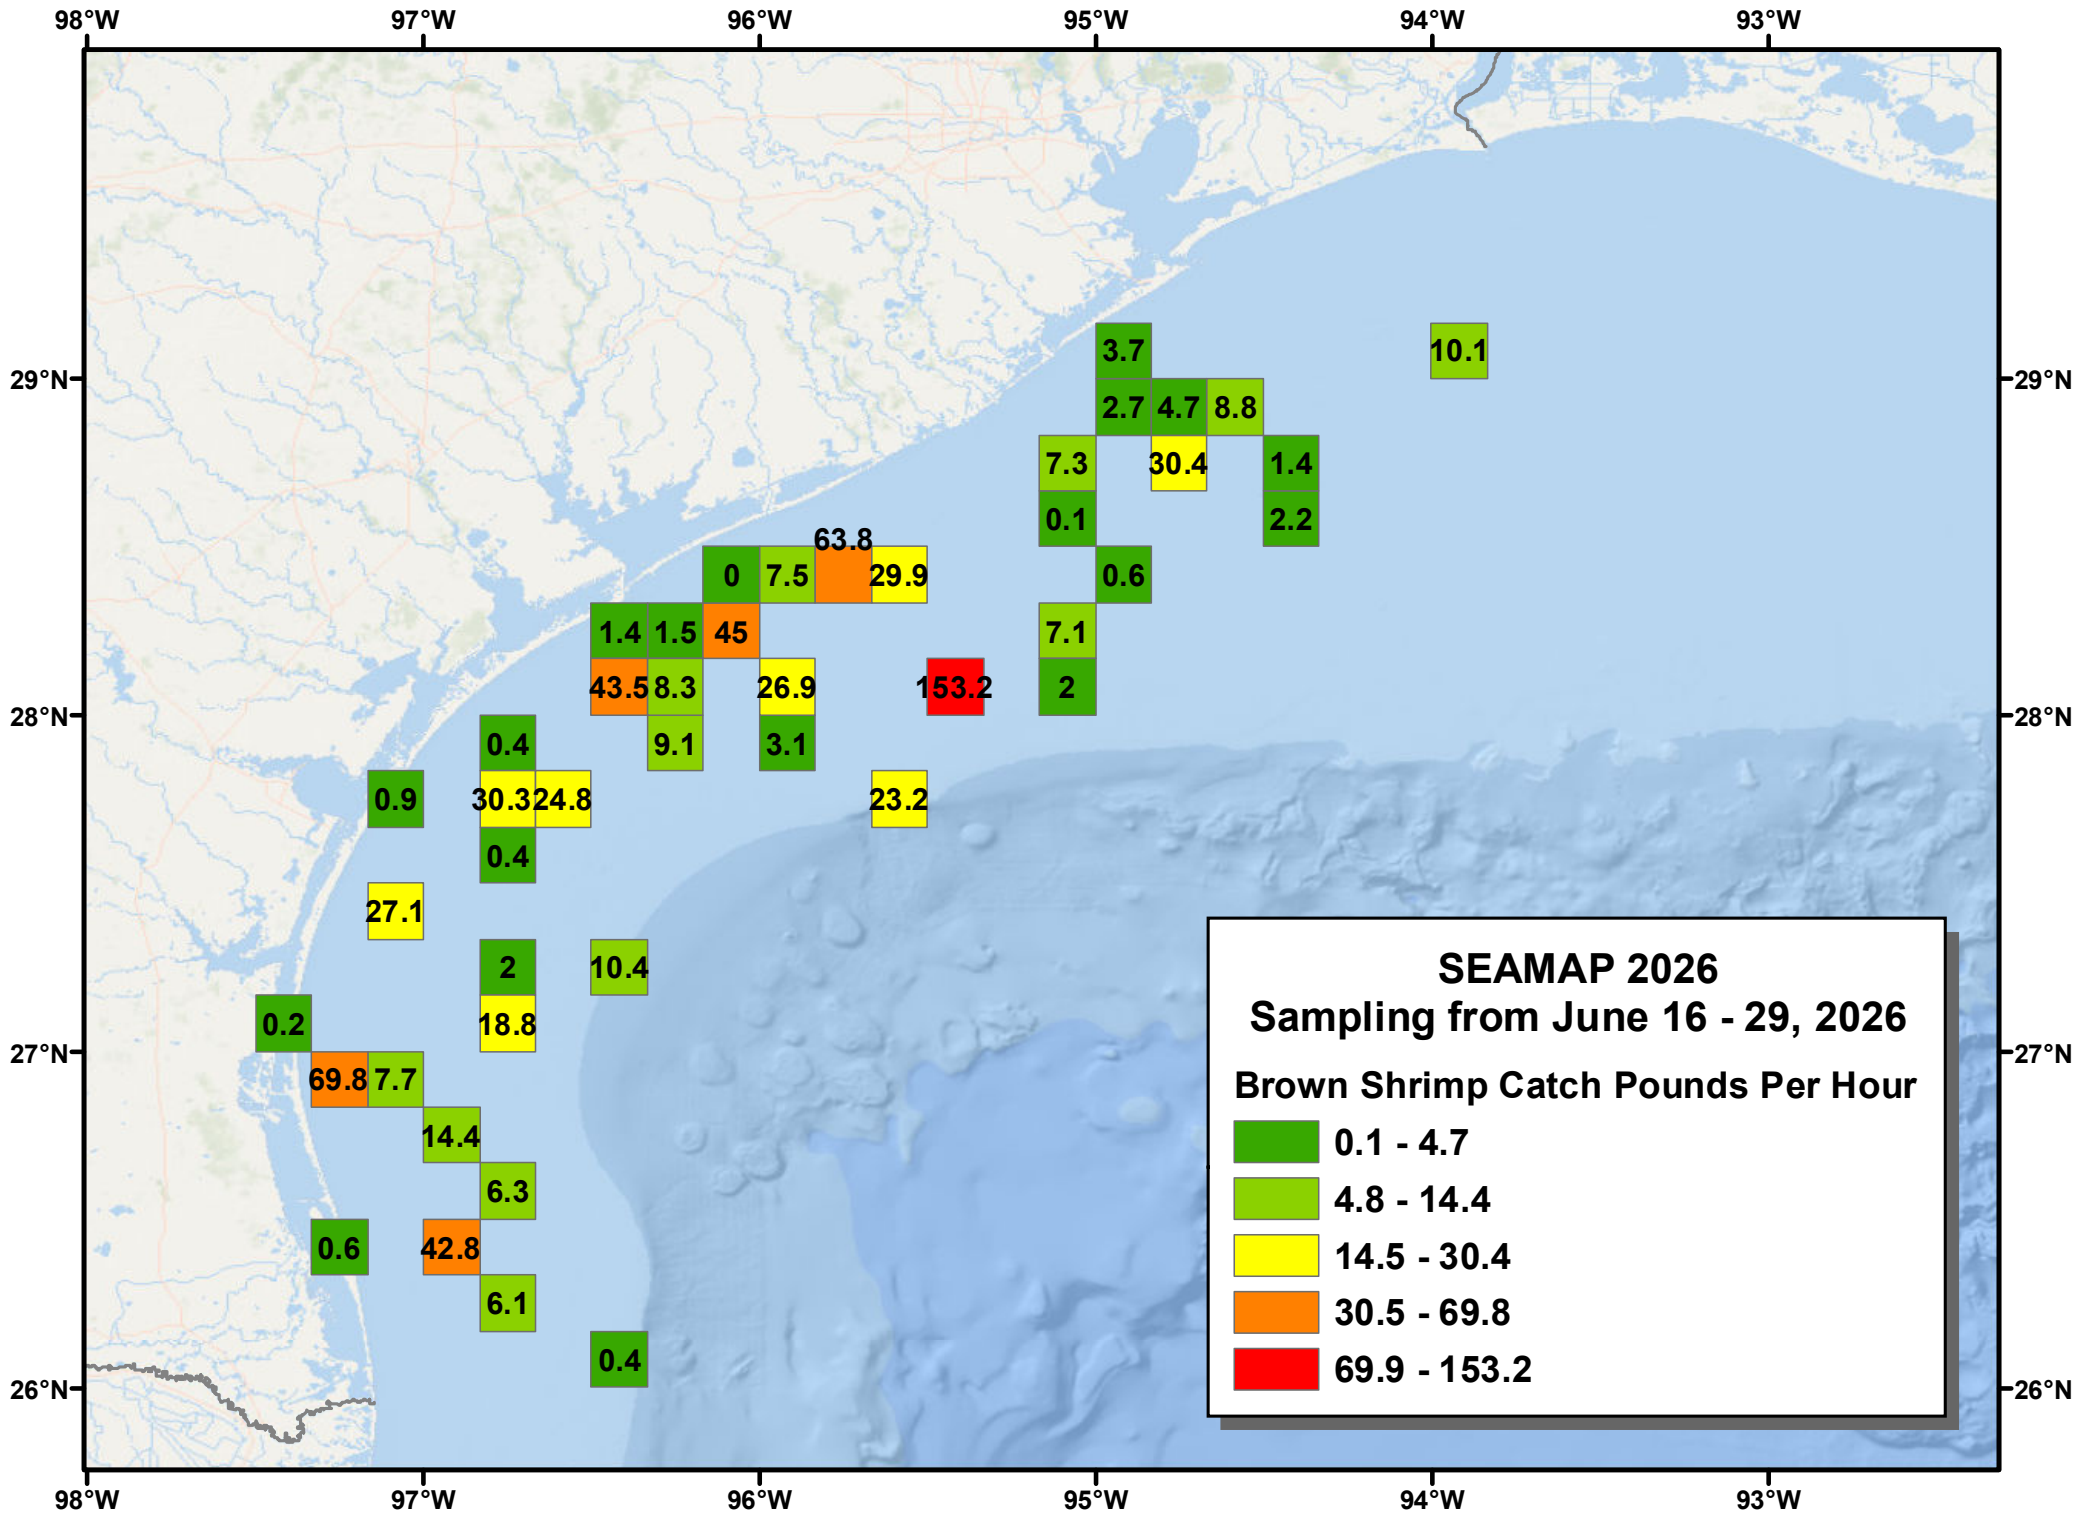 98°W 97°W 96°W 95°W 94°W 93°W
3.7 10.1
29°N 29°N
2.7 4.7 8.8
7.3 30.4 1.4
0.1 2.2
63.8
0 7.5 29.9 0.6
1.4 1.5 45 7.1
43.5 8.3 26.9 153.2 2
28°N 28°N
0.4 9.1 3.1
0.9 30.3 24.8 23.2
0.4
27.1
2 10.4
0.2 18.8
27°N 27°N
69.8 7.7
14.4
6.3
0.6 42.8
6.1
0.4
26°N 26°N
SEAMAP 2026
Sampling from June 16 - 29, 2026
Brown Shrimp Catch Pounds Per Hour
0.1 - 4.7
4.8 - 14.4
14.5 - 30.4
30.5 - 69.8
69.9 - 153.2
98°W 97°W 96°W 95°W 94°W 93°W